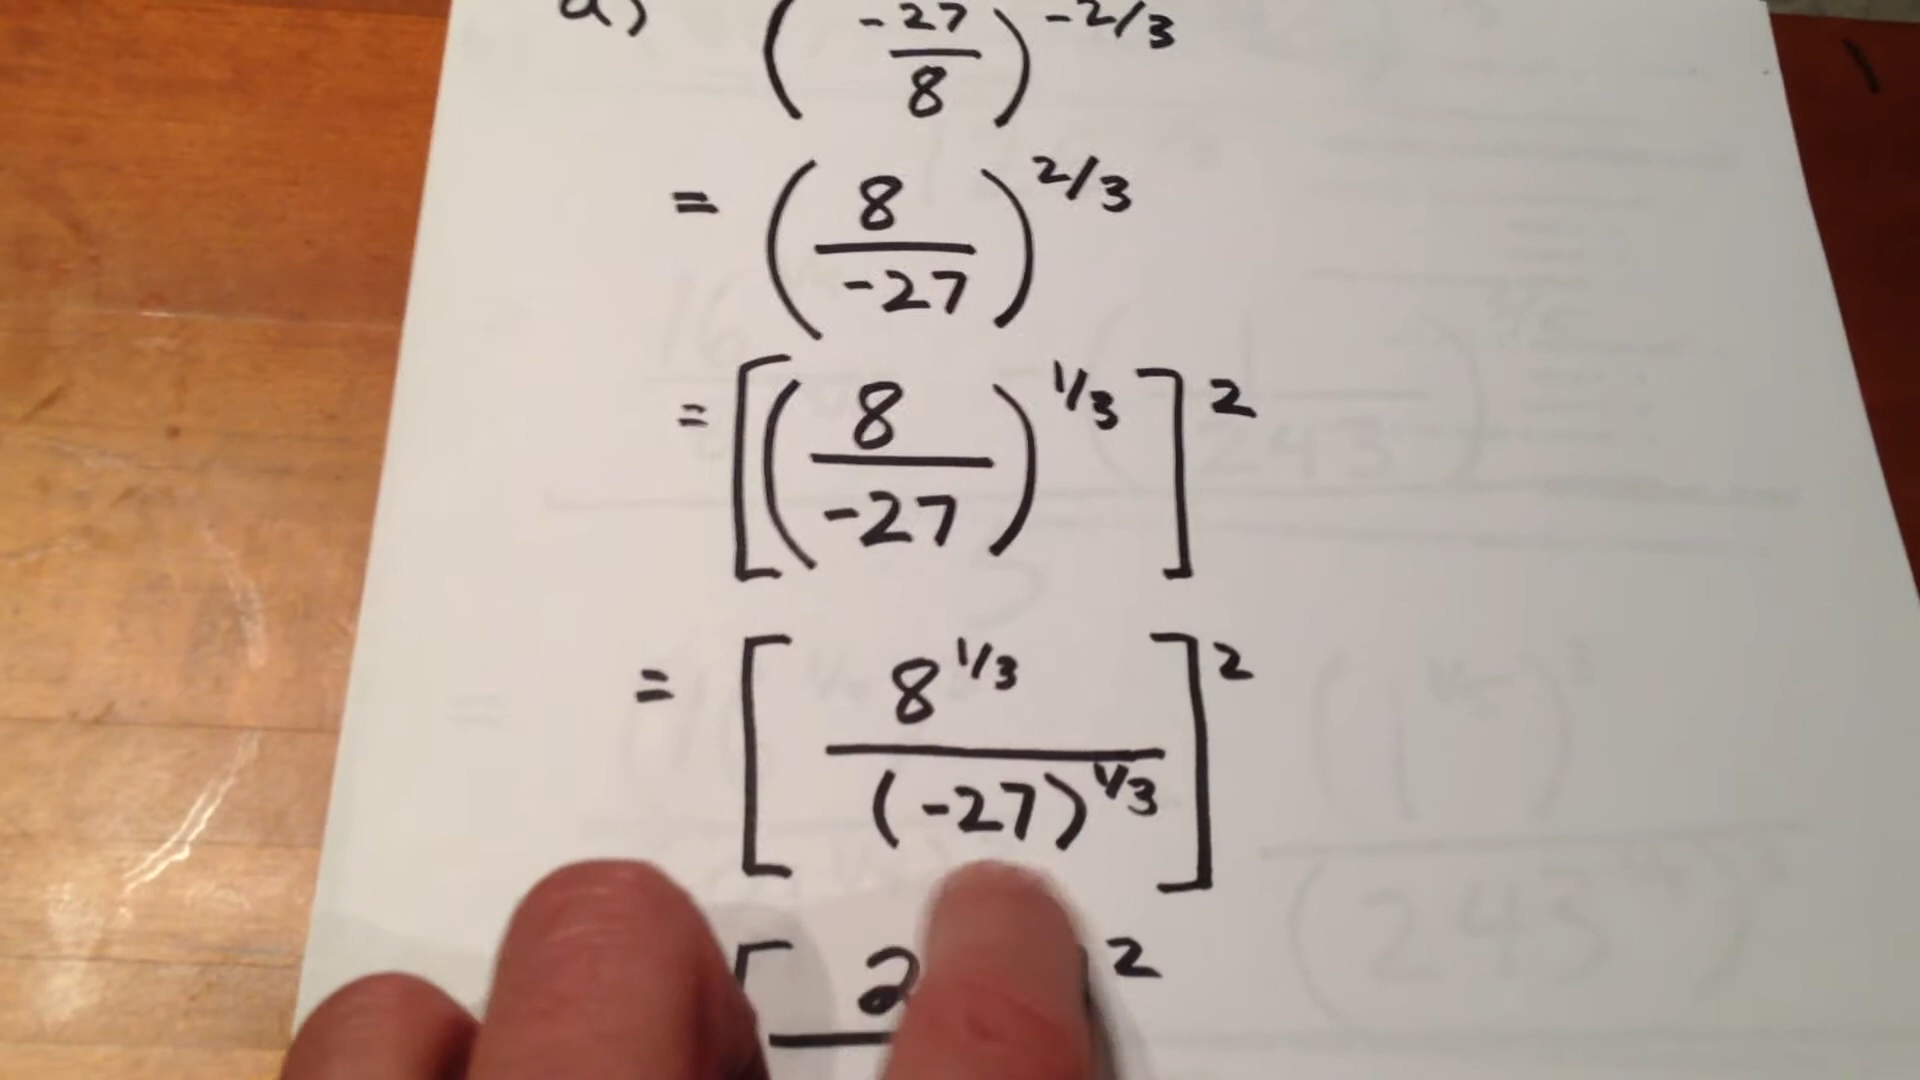 a) (-27/8)^-2/3
= (8/-27)^2/3
= [(8/-27)^1/3]^2
= [8^1/3/(-27)^1/3]^2
[2 2